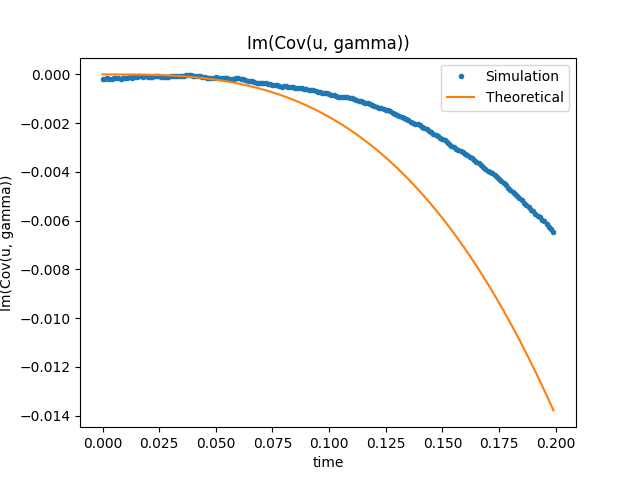 Im(Cov(u, gamma))
Simulation
Theoretical
Im(Cov(u, gamma))
0.000
−0.002
−0.004
−0.006
−0.008
−0.010
−0.012
−0.014
0.000 0.025 0.050 0.075 0.100 0.125 0.150 0.175 0.200
time